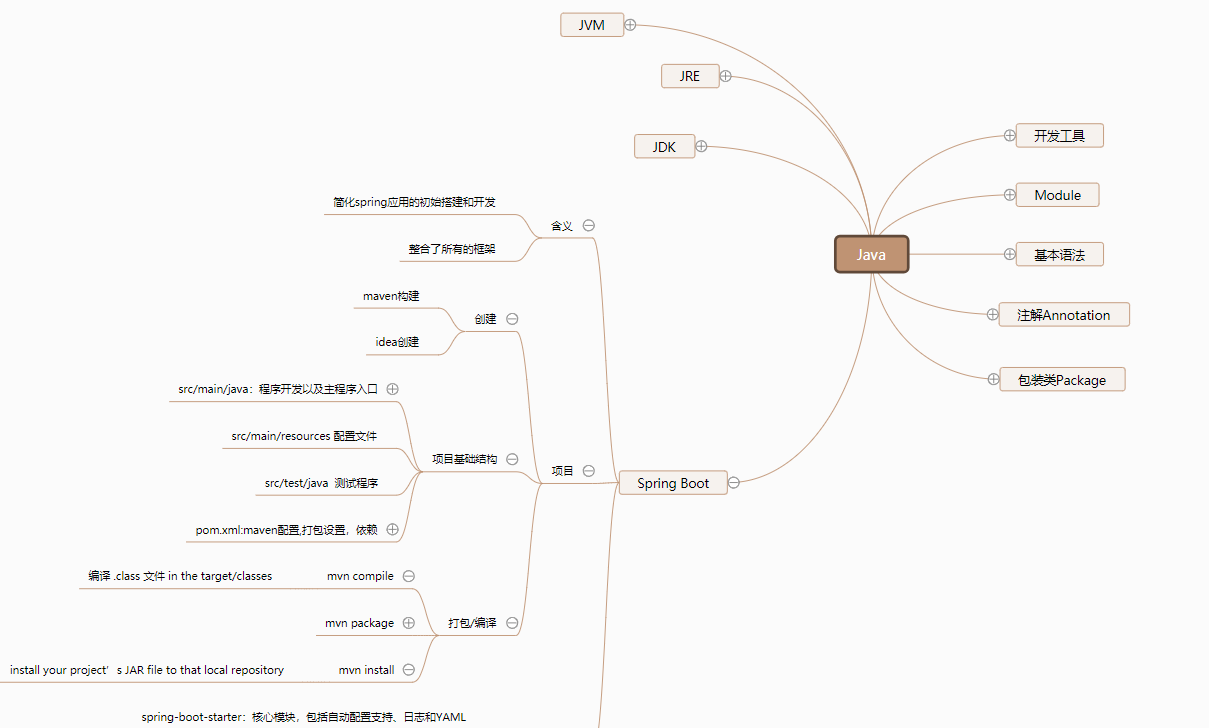 JVM
JRE
JDK
开发工具
Module
Java
基本语法
注解Annotation
包装类Package
简化spring应用的初始搭建和开发
含义
整合了所有的框架
maven构建
创建
idea创建
src/main/java：程序开发以及主程序入口
src/main/resources 配置文件
项目基础结构
项目
Spring Boot
src/test/java 测试程序
pom.xml:maven配置,打包设置，依赖
编译 .class 文件 in the target/classes
mvn compile
mvn package
打包/编译
install your project’s JAR file to that local repository
mvn install
spring-boot-starter：核心模块，包括自动配置支持、日志和YAML